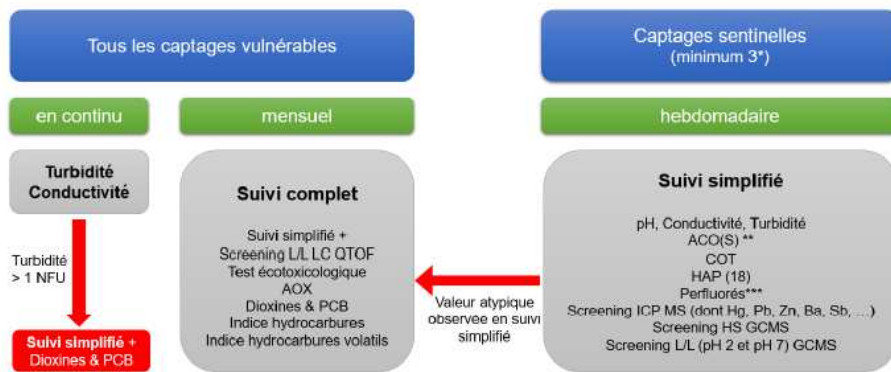 Tous les captages vulnérables
Captages sentinelles
(minimum 3*)
en continu
mensuel
hebdomadaire
Turbidité
Conductivité
Suivi complet
Suivi simplifié +
Screening L/L LC QTOF
Test écotoxicologique
AOX
Dioxines & PCB
Indice hydrocarbures
Indice hydrocarbures volatils
Suivi simplifié
pH, Conductivité, Turbidité
ACO(S) **
COT
HAP (18)
Perfluorés***
Screening ICP MS (dont Hg, Pb, Zn, Ba, Sb, ...)
Screening HS GCMS
Screening L/L (pH 2 et pH 7) GCMS
Turbidité
> 1 NFU
Valeur atypique
observée en suivi
simplifié
Suivi simplifié +
Dioxines & PCB